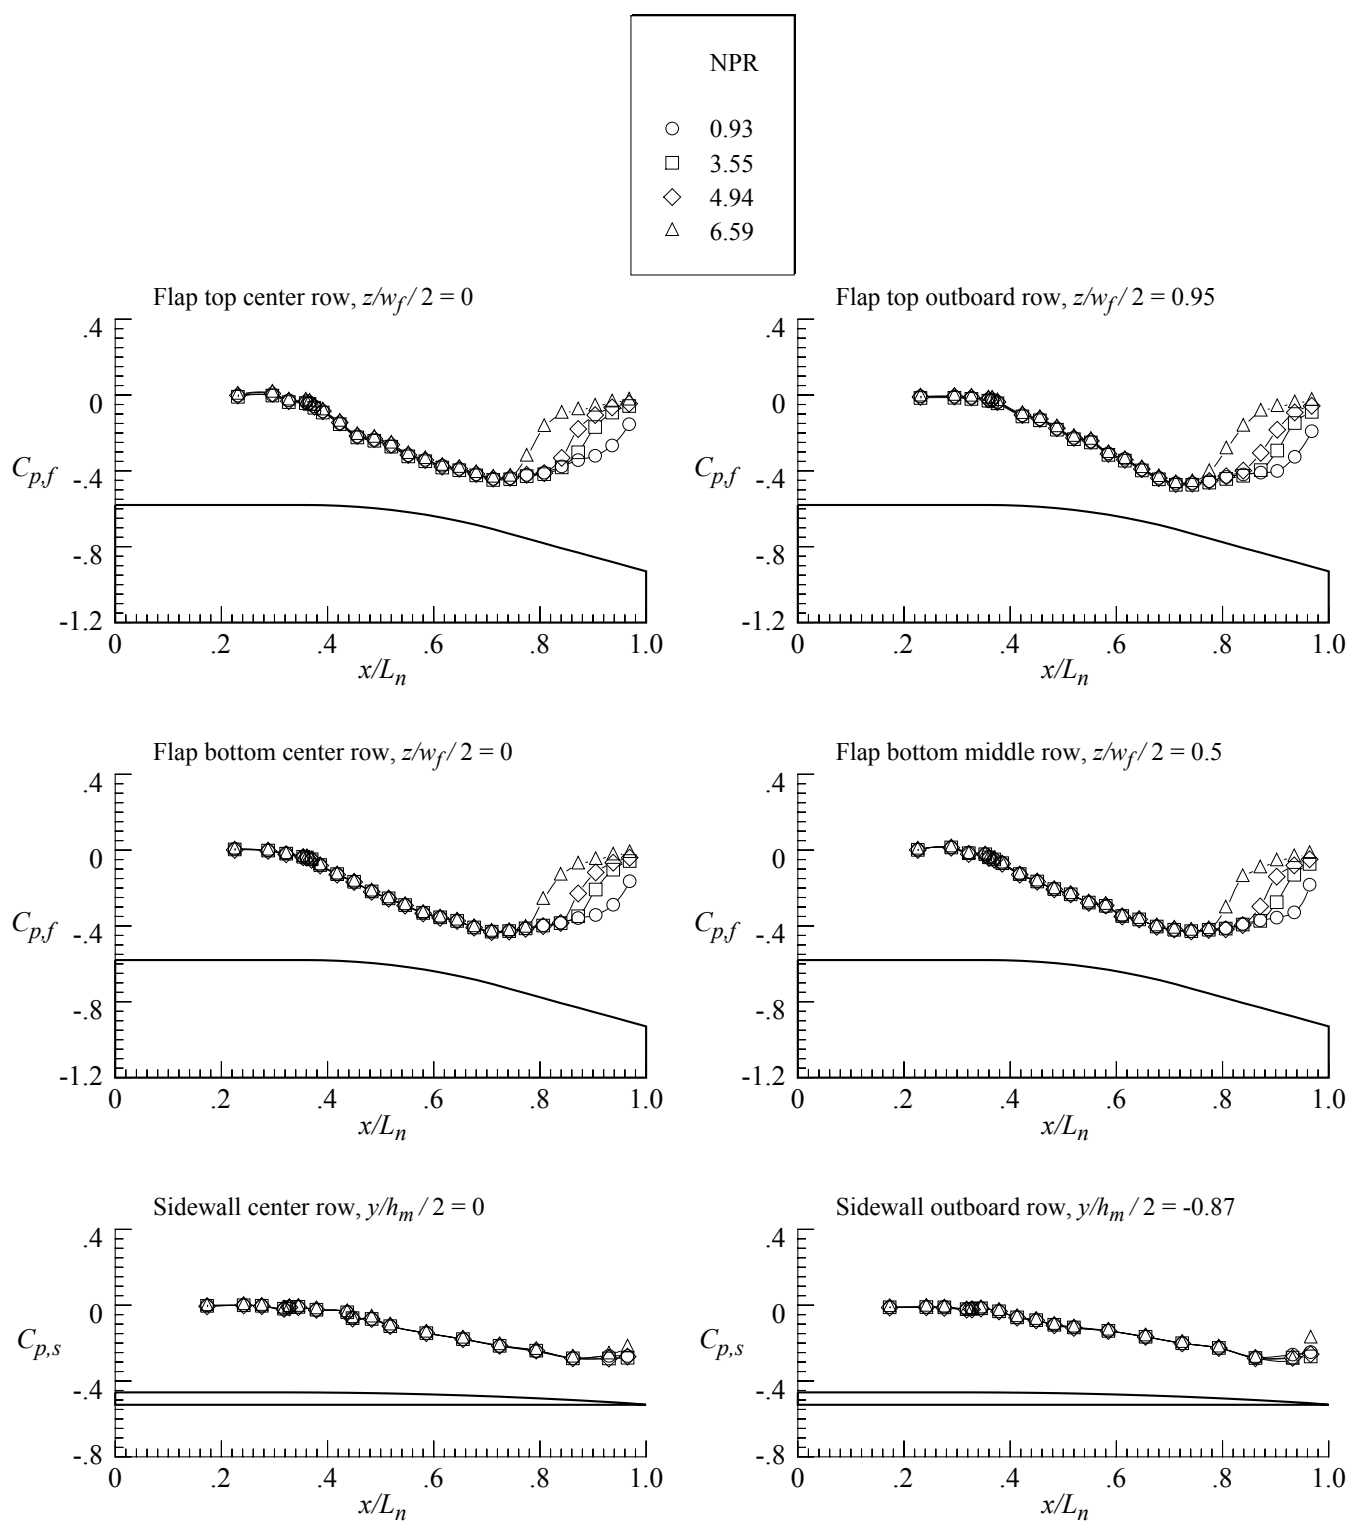 NPR
0.93
3.55
4.94
6.59
Flap top center row, z/w_f / 2 = 0
.4
0
-.4
-.8
-1.2
C_p,f
0 .2 .4 .6 .8 1.0
x/L_n
Flap top outboard row, z/w_f / 2 = 0.95
.4
0
-.4
-.8
-1.2
C_p,f
0 .2 .4 .6 .8 1.0
x/L_n
Flap bottom center row, z/w_f / 2 = 0
.4
0
-.4
-.8
-1.2
C_p,f
0 .2 .4 .6 .8 1.0
x/L_n
Flap bottom middle row, z/w_f / 2 = 0.5
.4
0
-.4
-.8
-1.2
C_p,f
0 .2 .4 .6 .8 1.0
x/L_n
Sidewall center row, y/h_m / 2 = 0
.4
0
-.4
-.8
C_p,s
0 .2 .4 .6 .8 1.0
x/L_n
Sidewall outboard row, y/h_m / 2 = -0.87
.4
0
-.4
-.8
C_p,s
0 .2 .4 .6 .8 1.0
x/L_n